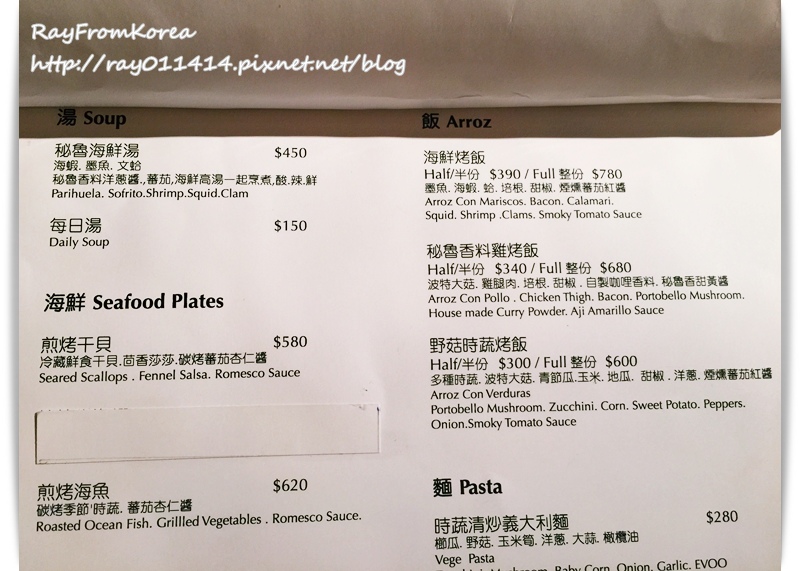 RayFromKorea
http://ray011414.pixnet.net/blog
湯 Soup
秘魯海鮮湯 $450
海蝦. 墨魚. 文蛤
秘魯香料洋蔥醬.,蕃茄,海鮮高湯一起烹煮,酸.辣.鮮
Parihuela. Sofrito.Shrimp.Squid.Clam
每日湯 $150
Daily Soup
海鮮 Seafood Plates
煎烤干貝 $580
冷藏鮮食干貝.茴香莎莎.碳烤蕃茄杏仁醬
Seared Scallops . Fennel Salsa. Romesco Sauce
煎烤海魚 $620
碳烤季節'時蔬. 蕃茄杏仁醬
Roasted Ocean Fish. Grillled Vegetables . Romesco Sauce.
飯 Arroz
海鮮烤飯
Half/半份 $390 / Full 整份 $780
墨魚. 海蝦. 蛤. 培根. 甜椒. 煙燻蕃茄紅醬
Arroz Con Mariscos. Bacon. Calamari.
Squid. Shrimp .Clams. Smoky Tomato Sauce
秘魯香料雞烤飯
Half/半份 $340 / Full 整份 $680
波特大菇. 雞腿肉. 培根. 甜椒 . 自製咖哩香料. 秘魯香甜黃醬
Arroz Con Pollo . Chicken Thigh. Bacon. Portobello Mushroom.
House made Curry Powder. Aji Amarillo Sauce
野菇時蔬烤飯
Half/半份 $300 / Full 整份 $600
多種時蔬. 波特大菇. 青節瓜.玉米. 地瓜. 甜椒 . 洋蔥. 煙燻蕃茄紅醬
Arroz Con Verduras
Portobello Mushroom. Zucchini. Corn. Sweet Potato. Peppers.
Onion.Smoky Tomato Sauce
麵 Pasta
時蔬清炒義大利麵 $280
櫛瓜. 野菇. 玉米筍. 洋蔥. 大蒜. 橄欖油
Vege Pasta
Mushroom. Baby Corn. Onion. Garlic. EVOO